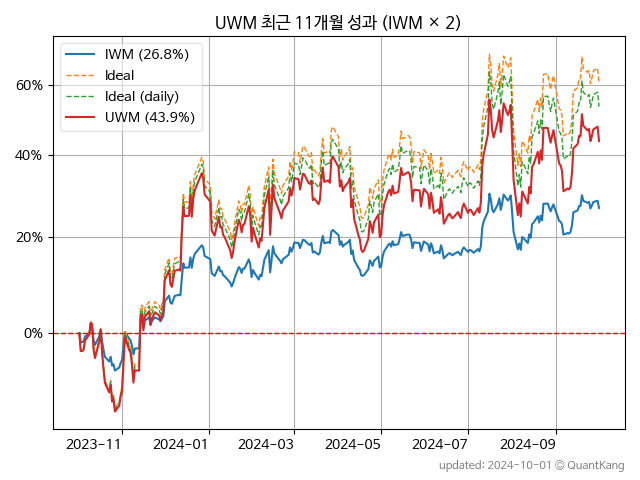 UWM 최근 11개월 성과 (IWM × 2)
IWM (26.8%)
Ideal
Ideal (daily)
UWM (43.9%)
60%
40%
20%
0%
2023-11 2024-01 2024-03 2024-05 2024-07 2024-09
updated: 2024-10-01 © QuantKang